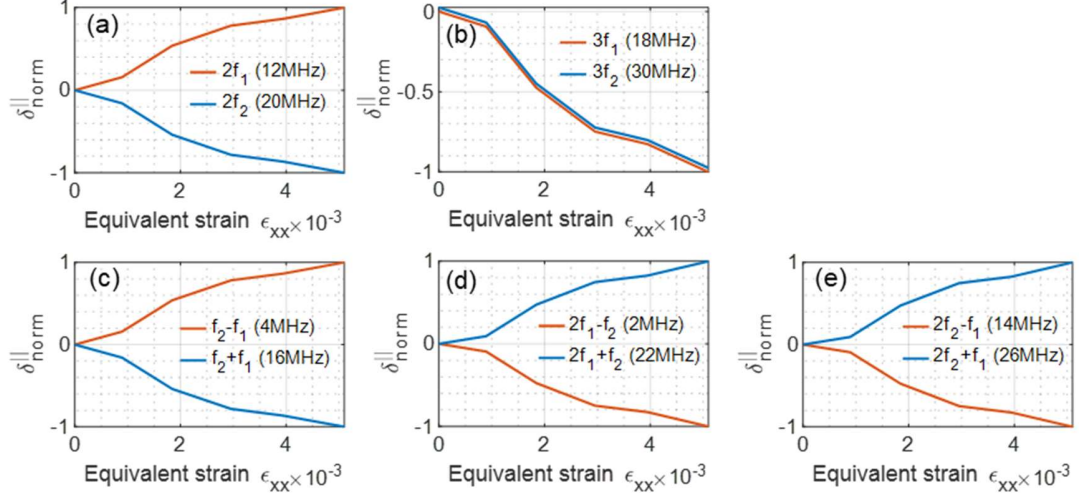 (a)
1
0
-1
δ||norm
2f1 (12MHz)
2f2 (20MHz)
0 2 4
Equivalent strain ϵxx×10-3
(b)
0
-0.5
-1
δ||norm
3f1 (18MHz)
3f2 (30MHz)
0 2 4
Equivalent strain ϵxx×10-3
(c)
1
0
-1
δ||norm
f2-f1 (4MHz)
f2+f1 (16MHz)
0 2 4
Equivalent strain ϵxx×10-3
(d)
1
0
-1
δ||norm
2f1-f2 (2MHz)
2f1+f2 (22MHz)
0 2 4
Equivalent strain ϵxx×10-3
(e)
1
0
-1
δ||norm
2f2-f1 (14MHz)
2f2+f1 (26MHz)
0 2 4
Equivalent strain ϵxx×10-3